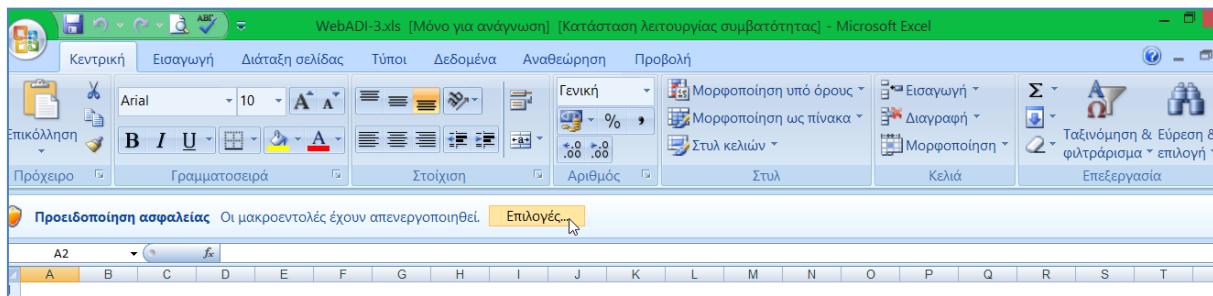 WebADI-3.xls [Μόνο για ανάγνωση] [Κατάσταση λειτουργίας συμβατότητας] - Microsoft Excel
Κεντρική Εισαγωγή Διάταξη σελίδας Τύποι Δεδομένα Αναθεώρηση Προβολή
Επικόλληση
Arial 10
B I U
Γενική
% ,
Μορφοποίηση υπό όρους
Μορφοποίηση ως πίνακα
Στυλ κελιών
Εισαγωγή
Διαγραφή
Μορφοποίηση
Σ
Ταξινόμηση & φιλτράρισμα
Εύρεση & επιλογή
Πρόχειρο Γραμματοσειρά Στοίχιση Αριθμός Στυλ Κελιά Επεξεργασία
Προειδοποίηση ασφαλείας Οι μακροεντολές έχουν απενεργοποιηθεί. Επιλογές...
A2 fx
A B C D E F G H I J K L M N O P Q R S T